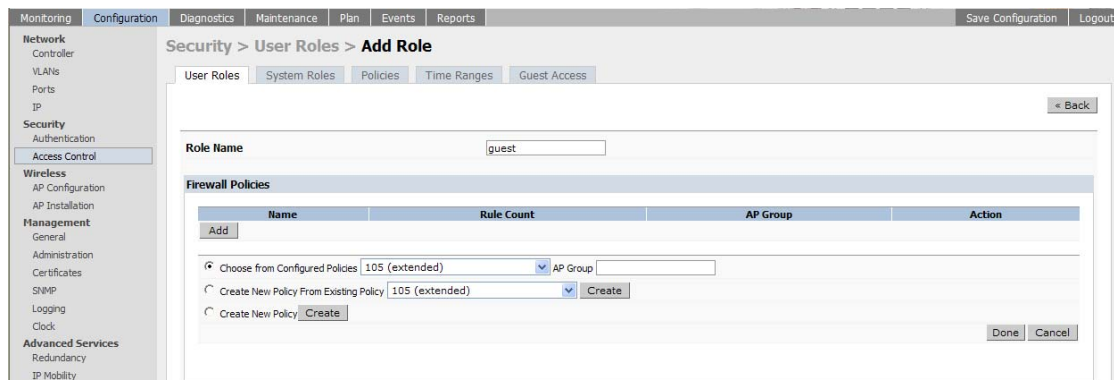 Monitoring Configuration Diagnostics Maintenance Plan Events Reports Save Configuration Logout
Network
Controller
VLANs
Ports
IP
Security
Authentication
Access Control
Wireless
AP Configuration
AP Installation
Management
General
Administration
Certificates
SNMP
Logging
Clock
Advanced Services
Redundancy
IP Mobility
Security > User Roles > Add Role
User Roles System Roles Policies Time Ranges Guest Access
« Back
Role Name guest
Firewall Policies
Name Rule Count AP Group Action
Add
Choose from Configured Policies 105 (extended) AP Group
Create New Policy From Existing Policy 105 (extended) Create
Create New Policy Create
Done Cancel